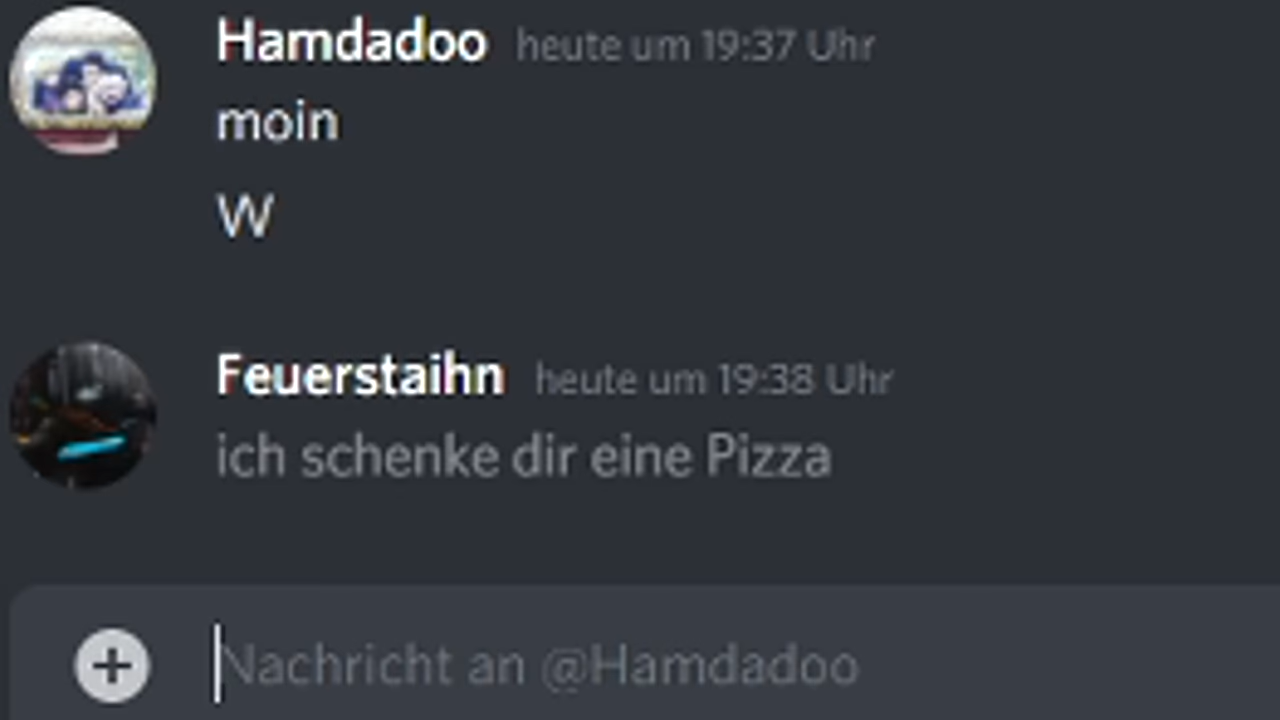 Hamdadoo heute um 19:37 Uhr
moin
W
Feuerstaihn heute um 19:38 Uhr
ich schenke dir eine Pizza
Nachricht an @Hamdadoo